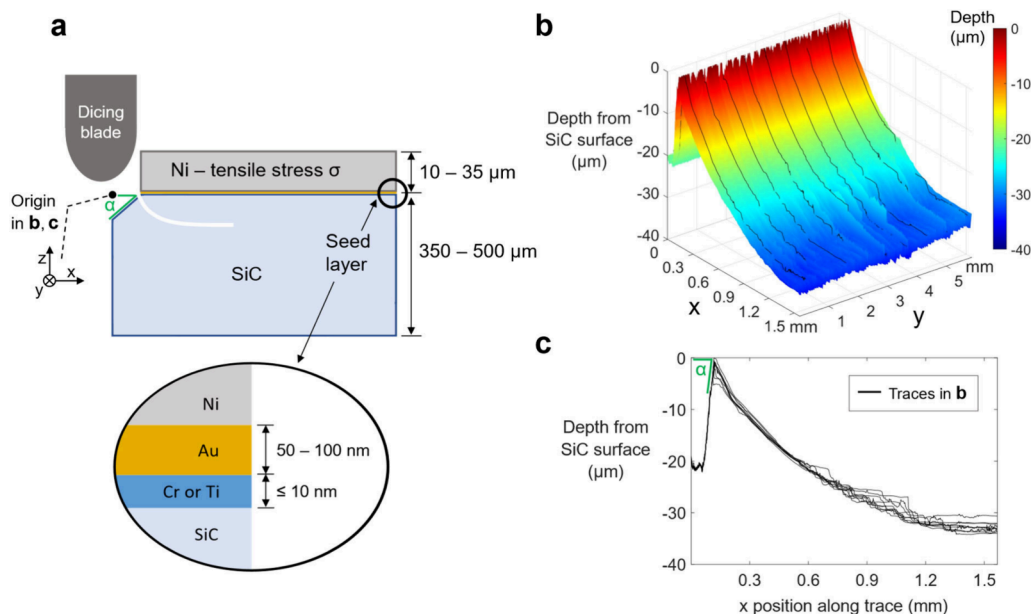 a
Dicing
blade
Ni – tensile stress σ
10 – 35 µm
Origin
in b, c
α
z
y
x
SiC
Seed
layer
350 – 500 µm
Ni
Au
50 – 100 nm
Cr or Ti
≤ 10 nm
SiC
b
Depth
(µm)
0
-10
-20
-30
-40
Depth from
SiC surface
(µm)
0
-10
-20
-30
-40
0
0.3
0.6
0.9
1.2
1.5 mm
x
1
2
3
4
5
mm
y
c
α
Traces in b
Depth from
SiC surface
(µm)
0
-10
-20
-30
-40
0.3
0.6
0.9
1.2
1.5
x position along trace (mm)